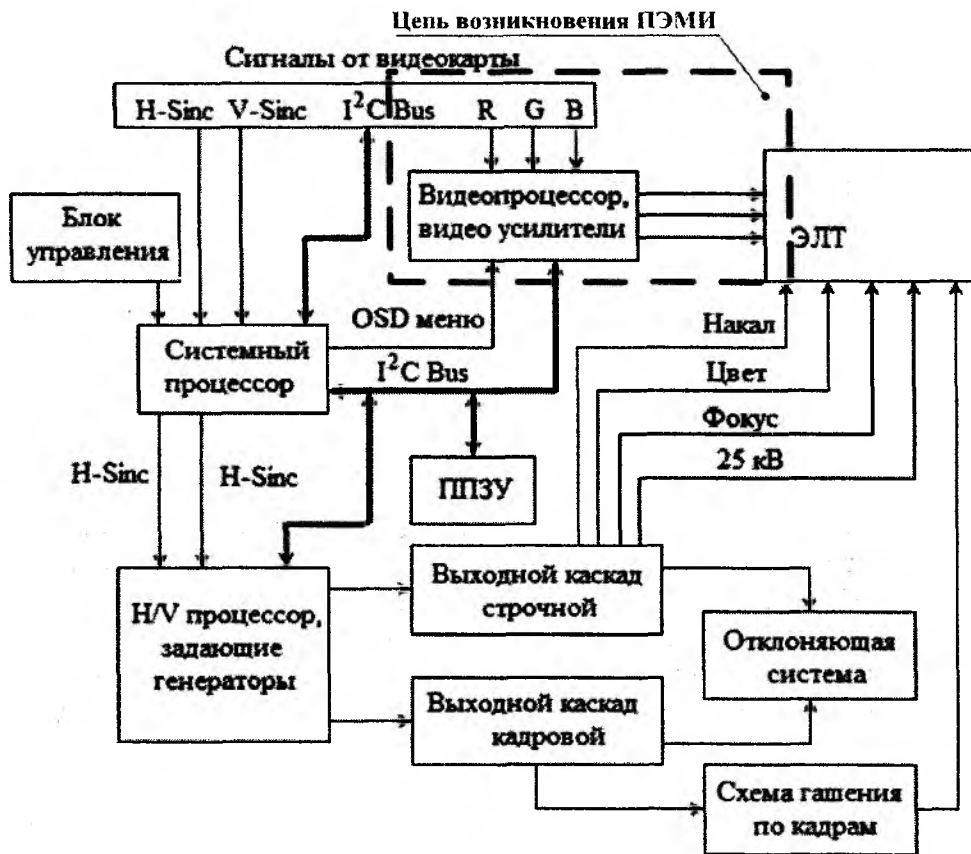 Цепь возникновения ПЭМИ
Сигналы от видеокарты
H-Sinc V-Sinc I²C Bus R G B
Блок
управления
Видеопроцессор,
видео усилители
ЭЛТ
OSD меню
Накал
Системный
процессор
I²C Bus
Цвет
Фокус
25 кВ
H-Sinc
H-Sinc
ППЗУ
H/V процессор,
задающие
генераторы
Выходной каскад
строчной
Отклоняющая
система
Выходной каскад
кадровой
Схема гашения
по кадрам